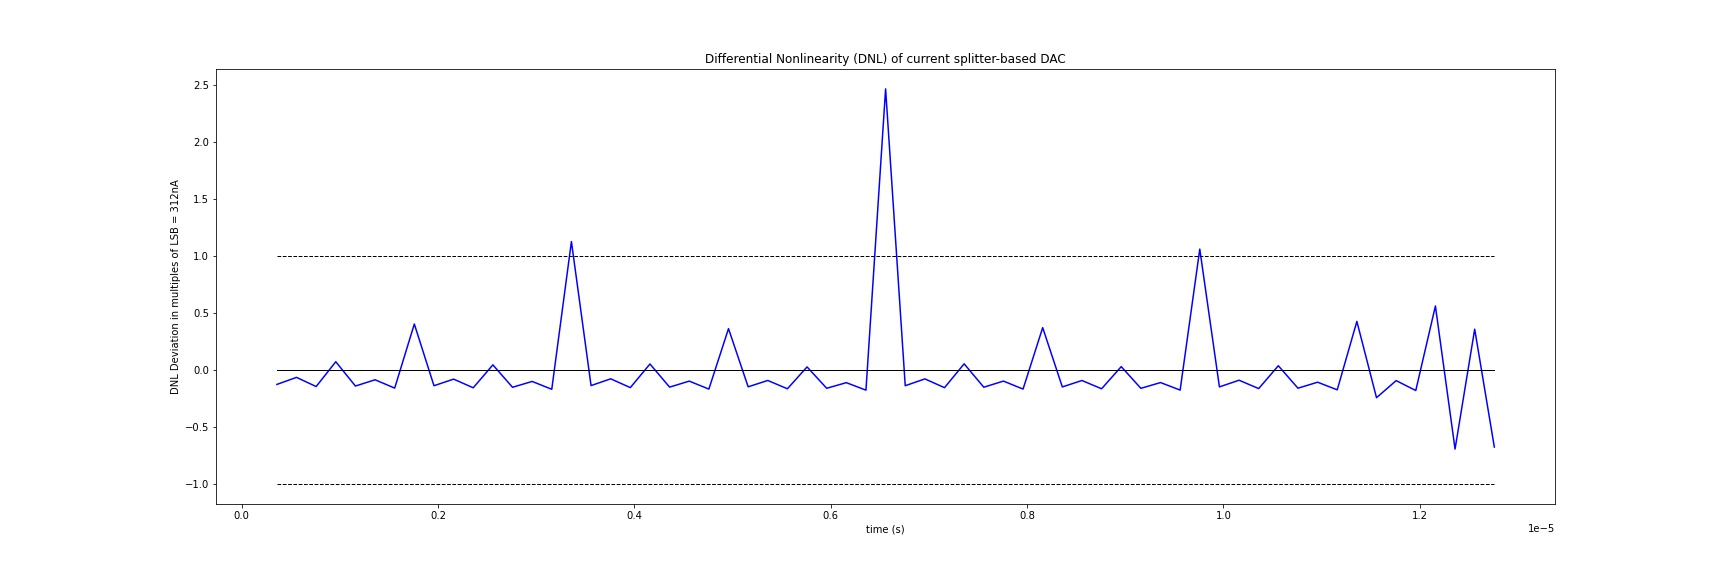 Differential Nonlinearity (DNL) of current splitter-based DAC
DNL Deviation in multiples of LSB = 312nA
2.5
2.0
1.5
1.0
0.5
0.0
−0.5
−1.0
0.0 0.2 0.4 0.6 0.8 1.0 1.2
time (s)
1e−5